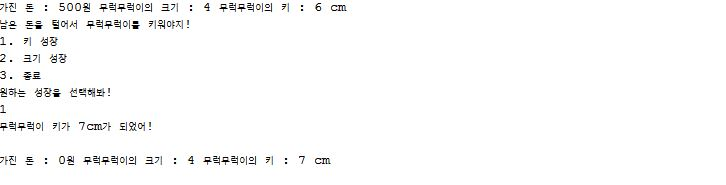 가진 돈 : 500원 무럭무럭이의 크기 : 4 무럭무럭이의 키 : 6 cm
남은 돈을 털어서 무럭무럭이를 키워야지!
1. 키 성장
2. 크기 성장
3. 종료
원하는 성장을 선택해봐!
1
무럭무럭이 키가 7cm가 되었어!
가진 돈 : 0원 무럭무럭이의 크기 : 4 무럭무럭이의 키 : 7 cm